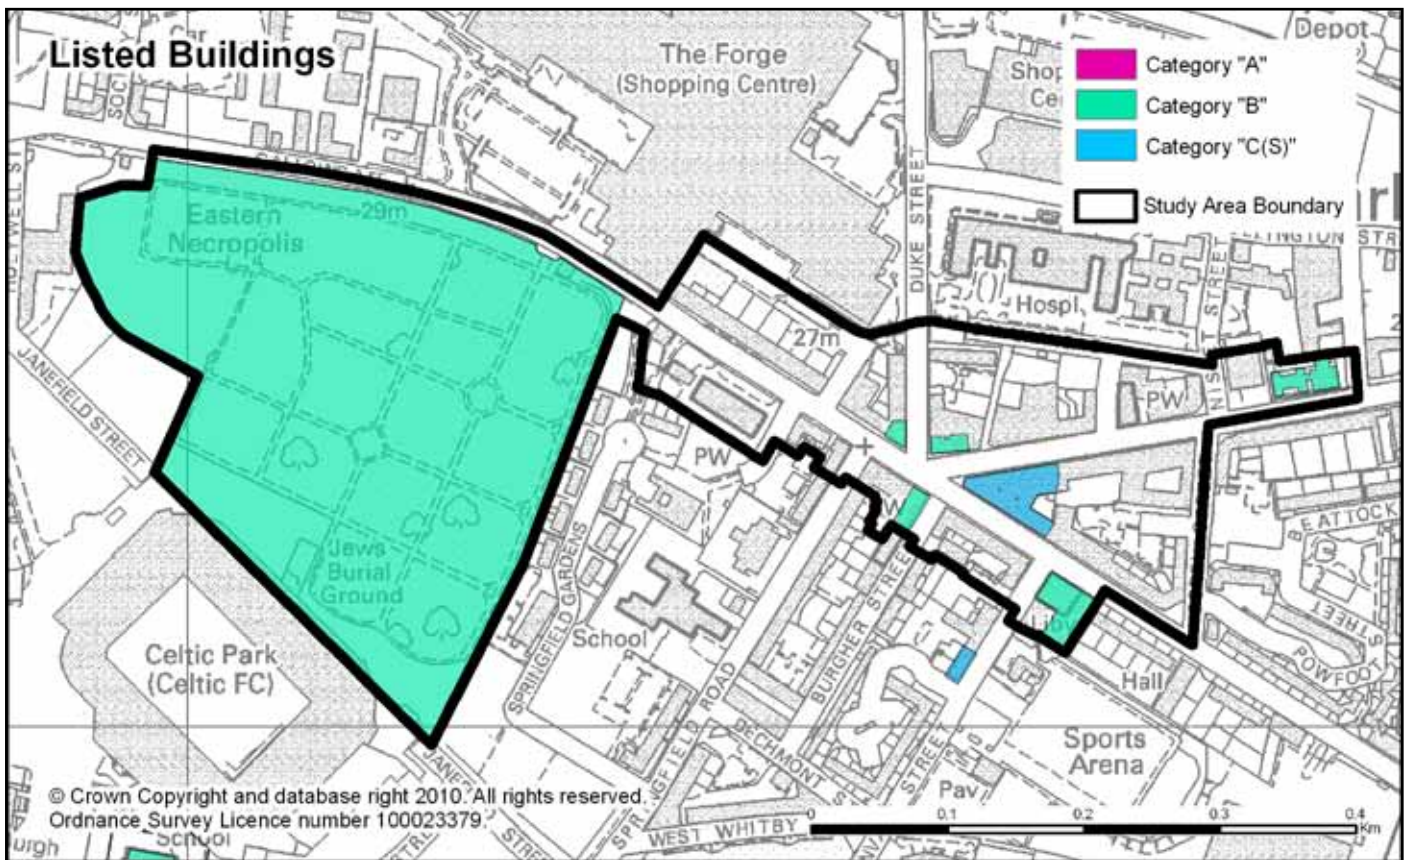 Listed Buildings
Car
SOCI
The Forge
(Shopping Centre)
Depot
Category "A"
Category "B"
Category "C(S)"
Study Area Boundary
DUKE STREET
Eastern
Necropolis
29m
27m
Hospl
PW
PW
JANEFIELD STREET
Jews
Burial
Ground
Celtic Park
(Celtic FC)
SPRINGFIELD GARDENS
School
SPRINGFIELD ROAD
BURGHER STREE
DECHMONT
STREET
Liby
Hall
Sports
Arena
Pav
BEATTOCK
STREET
POWFOOT
WEST WHITBY
© Crown Copyright and database right 2010. All rights reserved.
Ordnance Survey Licence number 100023379.
School
0 0.1 0.2 0.3 0.4
Km